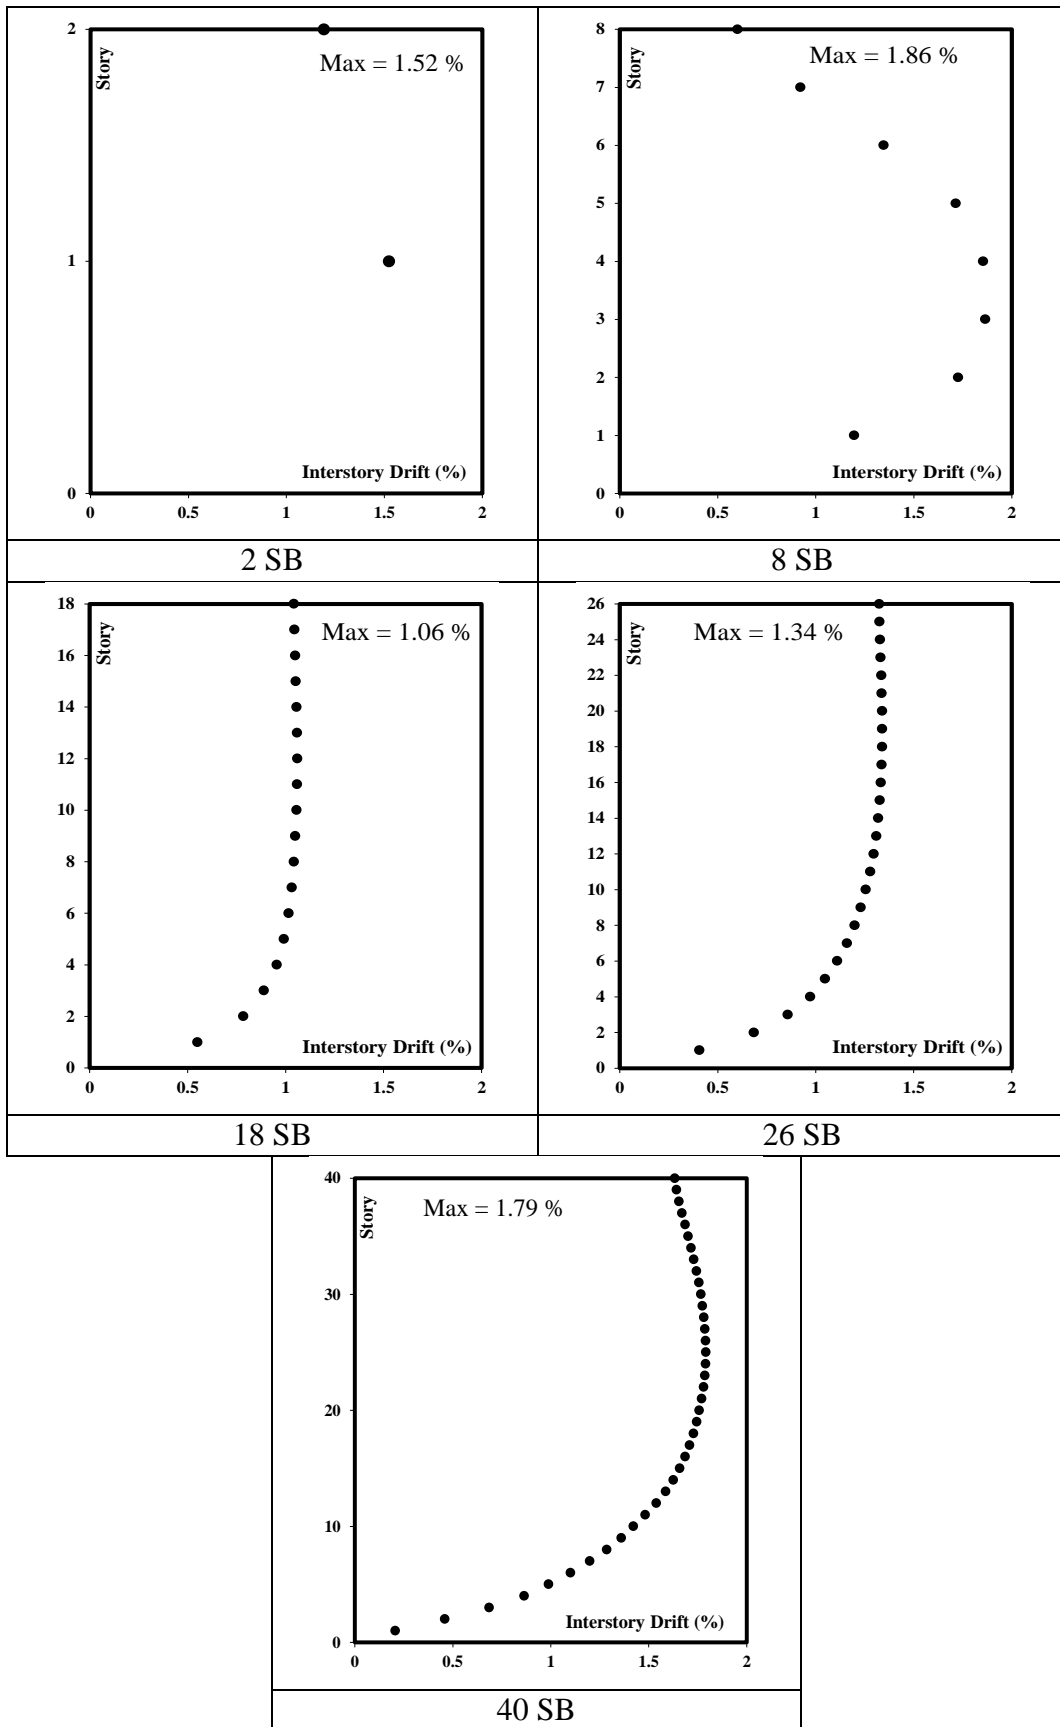 2
Story
Max = 1.52 %
1
Interstory Drift (%)
0
0 0.5 1 1.5 2
2 SB
8
Story
Max = 1.86 %
7
6
5
4
3
2
1
Interstory Drift (%)
0
0 0.5 1 1.5 2
8 SB
18
Story
Max = 1.06 %
16
14
12
10
8
6
4
2
Interstory Drift (%)
0
0 0.5 1 1.5 2
18 SB
26
Story
Max = 1.34 %
24
22
20
18
16
14
12
10
8
6
4
2
Interstory Drift (%)
0
0 0.5 1 1.5 2
26 SB
40
Story
Max = 1.79 %
30
20
10
Interstory Drift (%)
0
0 0.5 1 1.5 2
40 SB